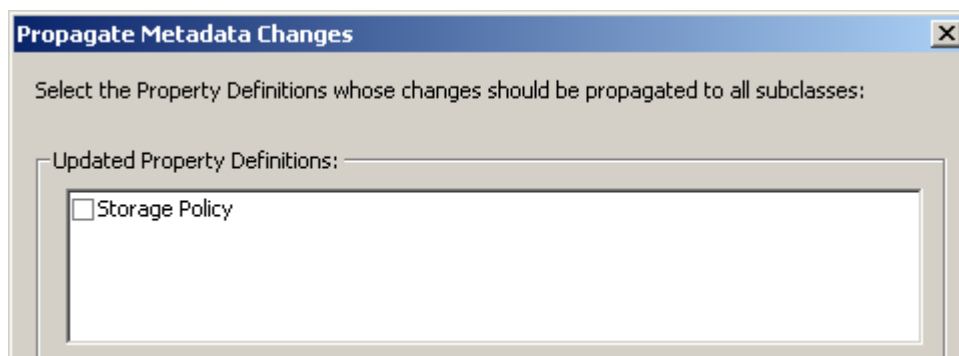 Propagate Metadata Changes
Select the Property Definitions whose changes should be propagated to all subclasses:
Updated Property Definitions:
Storage Policy